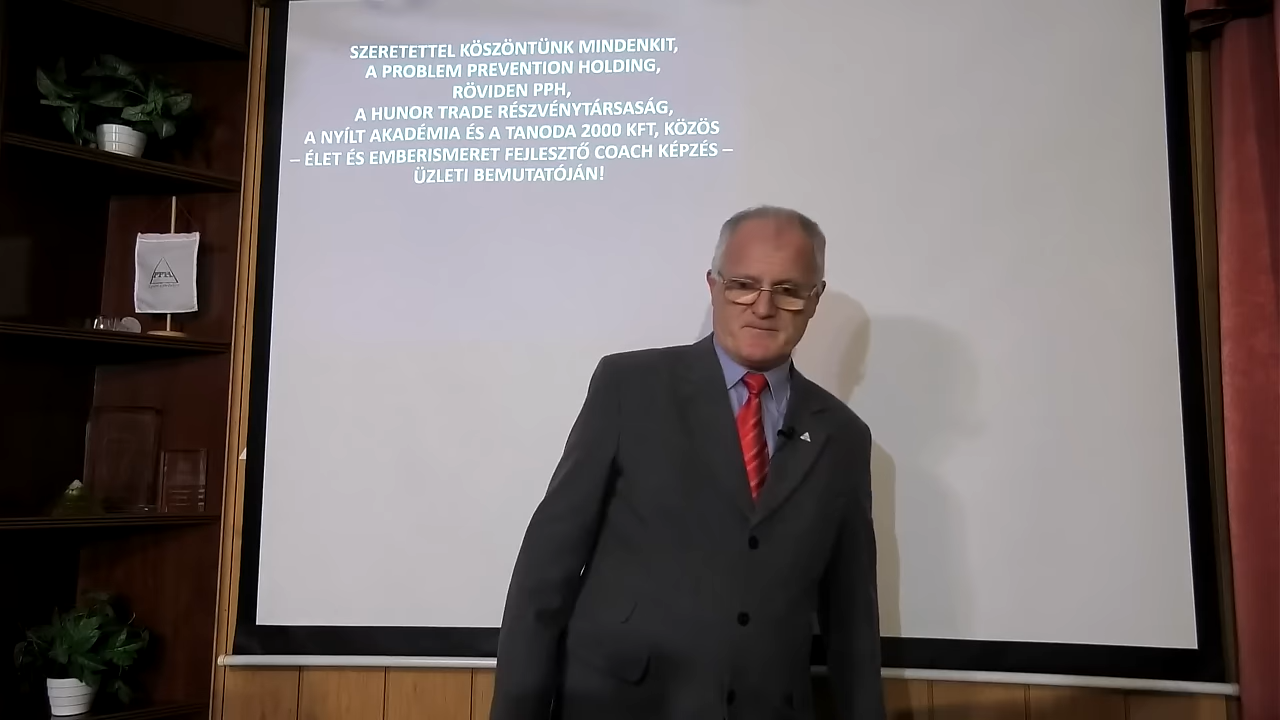 SZERETETTEL KÖSZÖNTÜNK MINDENKIT,
A PROBLEM PREVENTION HOLDING,
RÖVIDEN PPH,
A HUNOR TRADE RÉSZVÉNYTÁRSASÁG,
A NYÍLT AKADÉMIA ÉS A TANODA 2000 KFT, KÖZÖS
– ÉLET ÉS EMBERISMERET FEJLESZTŐ COACH KÉPZÉS –
ÜZLETI BEMUTATÓJÁN!